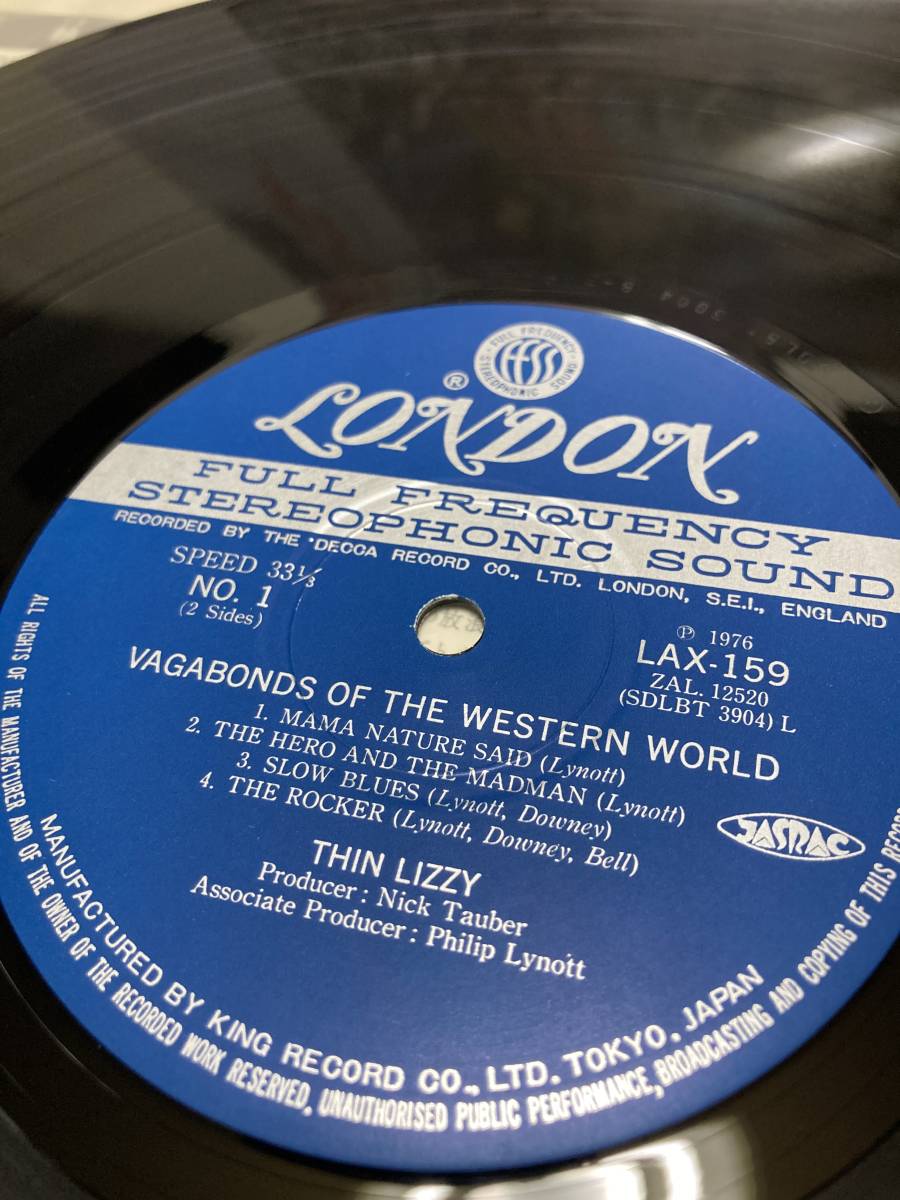 FULL FREQUENCY STEREOPHONIC SOUND
ffss
®
LONDON
FULL FREQUENCY
STEREOPHONIC SOUND
RECORDED BY THE DECCA RECORD CO., LTD. LONDON, S.E.I., ENGLAND
SPEED 33⅓
NO. 1
(2 Sides)
Ⓟ 1976
LAX-159
ZAL. 12520
(SDLBT 3904) L
VAGABONDS OF THE WESTERN WORLD
1. MAMA NATURE SAID (Lynott)
2. THE HERO AND THE MADMAN (Lynott)
3. SLOW BLUES (Lynott, Downey)
4. THE ROCKER (Lynott, Downey, Bell)
JASRAC
THIN LIZZY
Producer : Nick Tauber
Associate Producer : Philip Lynott
MANUFACTURED BY KING RECORD CO., LTD. TOKYO. JAPAN
ALL RIGHTS OF THE MANUFACTURER AND OF THE OWNER OF THE RECORDED WORK RESERVED, UNAUTHORISED PUBLIC PERFORMANCE, BROADCASTING AND COPYING OF THIS RECORD